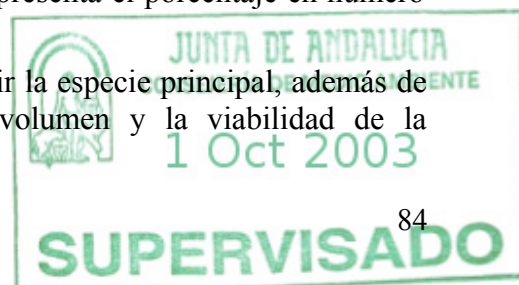 presenta el porcentaje en número
JUNTA DE ANDALUCIA
ir la especie principal, además de
volumen y la viabilidad de la
1 Oct 2003
84
SUPERVISADO